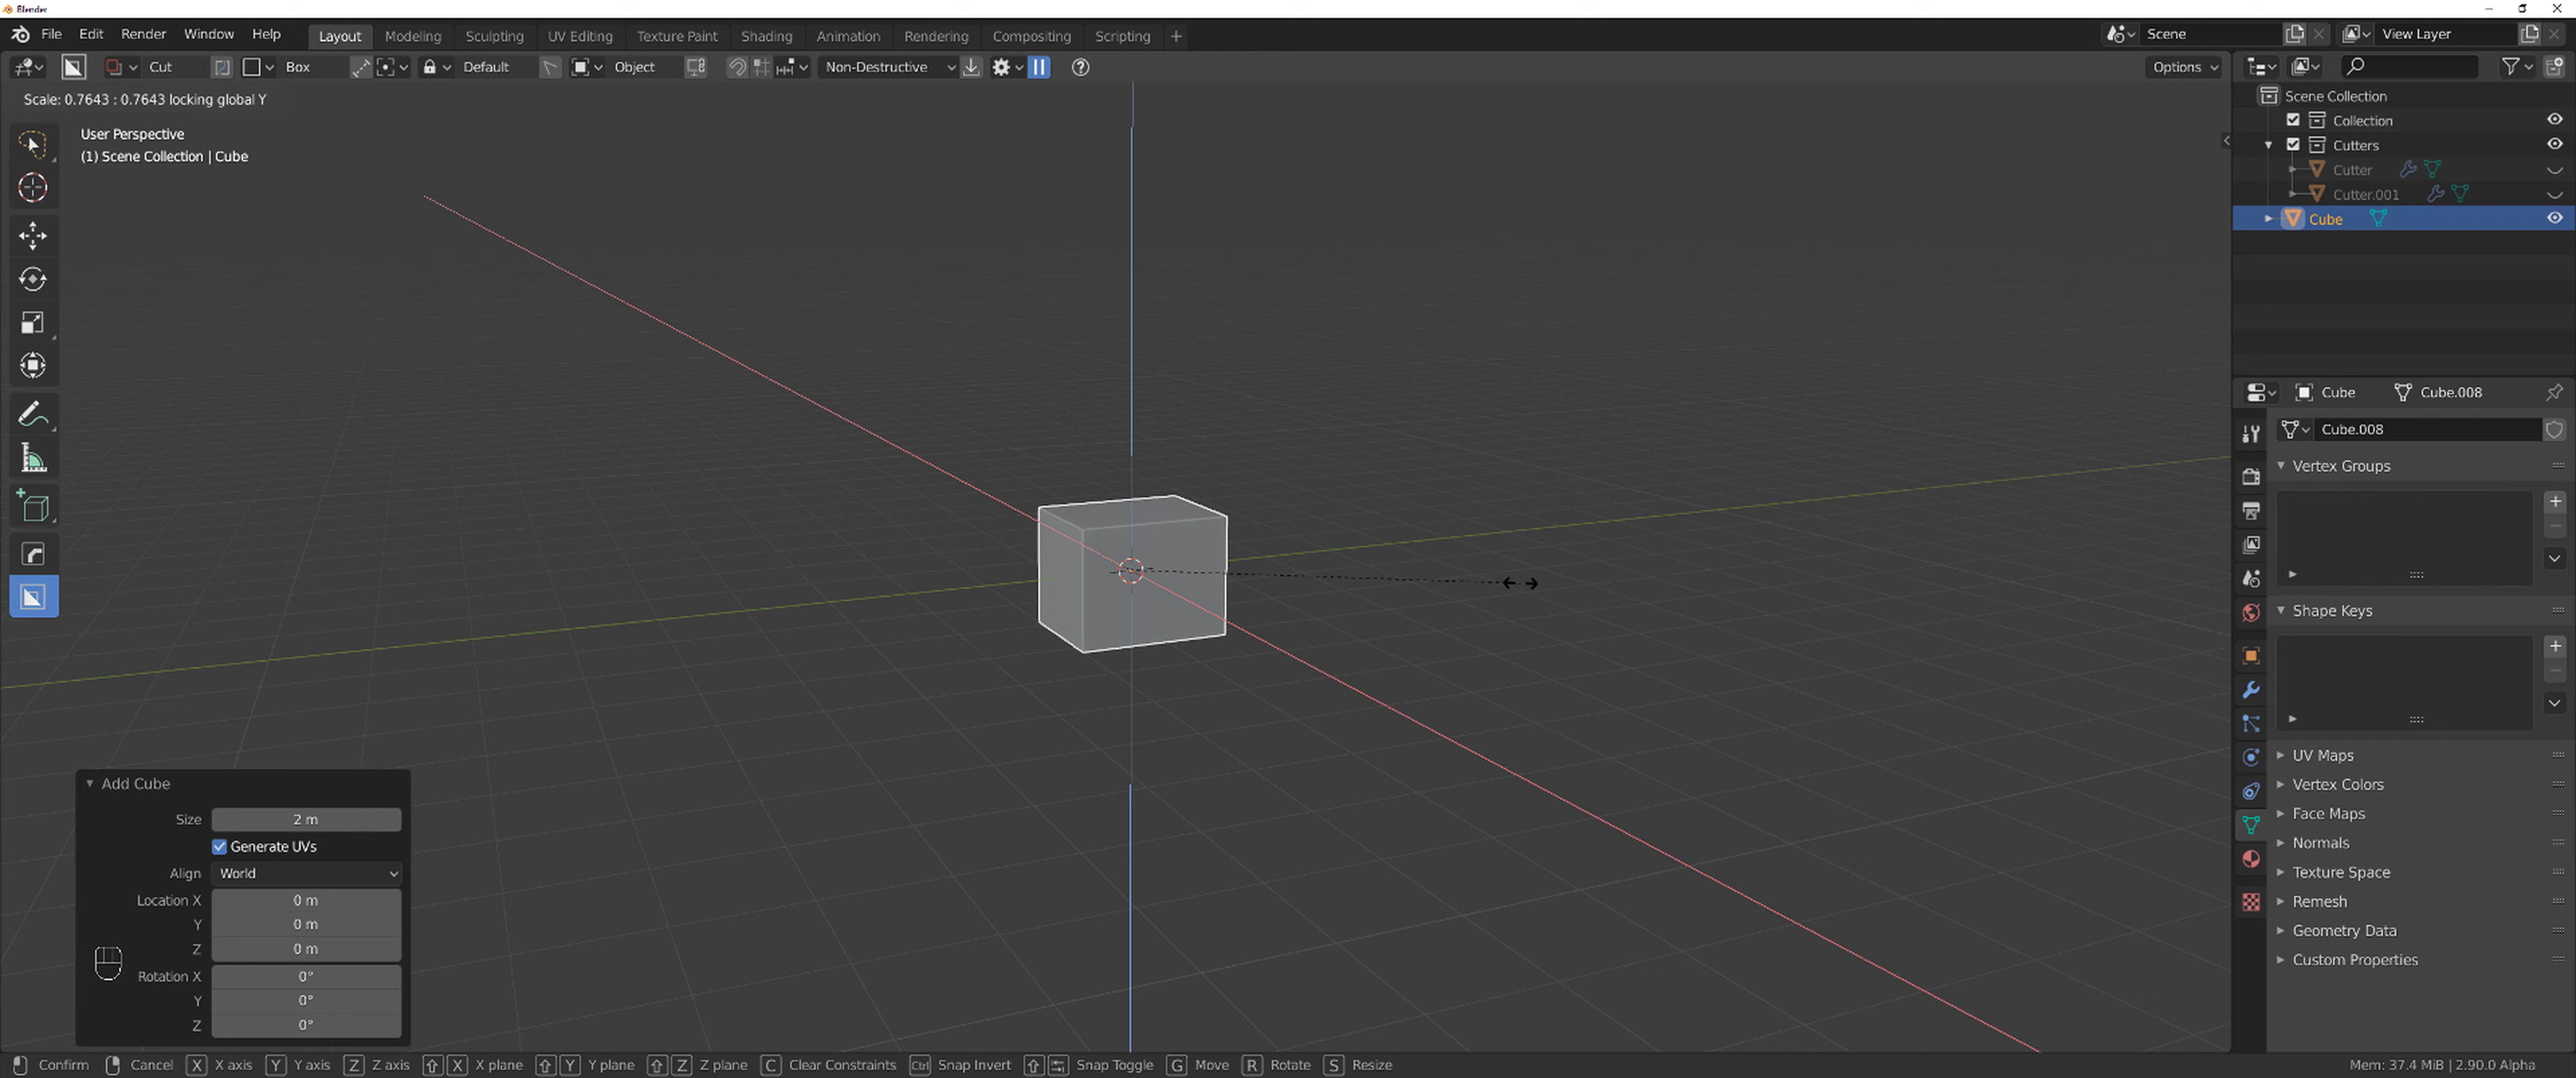 Blender
File Edit Render Window Help Layout Modeling Sculpting UV Editing Texture Paint Shading Animation Rendering Compositing Scripting + Scene View Layer
Cut Box Default Object Non-Destructive Options
Scale: 0.7643 : 0.7643 locking global Y
User Perspective
(1) Scene Collection | Cube
Scene Collection
Collection
Cutters
Cutter
Cutter.001
Cube
Cube Cube.008
Cube.008
Vertex Groups
Shape Keys
UV Maps
Vertex Colors
Face Maps
Normals
Texture Space
Remesh
Geometry Data
Custom Properties
Add Cube
Size 2 m
Generate UVs
Align World
Location X 0 m
Y 0 m
Z 0 m
Rotation X 0°
Y 0°
Z 0°
Confirm Cancel X X axis Y Y axis Z Z axis X X plane Y Y plane Z Z plane C Clear Constraints Ctrl Snap Invert Snap Toggle G Move R Rotate S Resize Mem: 37.4 MiB | 2.90.0 Alpha